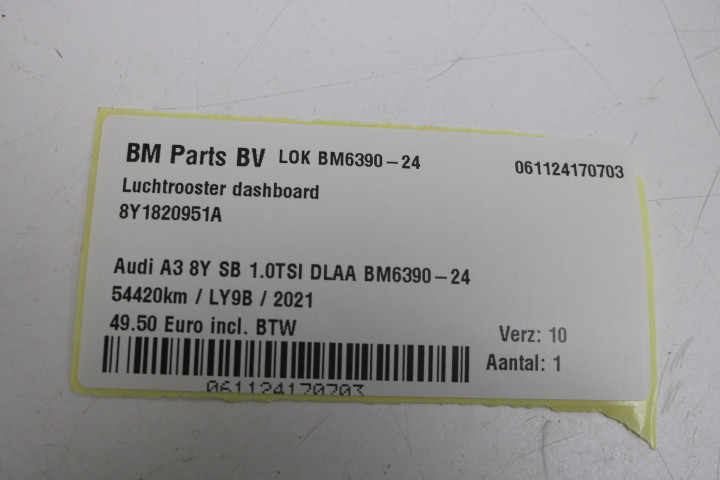 BM Parts BV LOK BM6390-24 061124170703
Luchtrooster dashboard
8Y1820951A
Audi A3 8Y SB 1.0TSI DLAA BM6390-24
54420km / LY9B / 2021
49.50 Euro incl. BTW
Verz: 10
Aantal: 1
061124170703